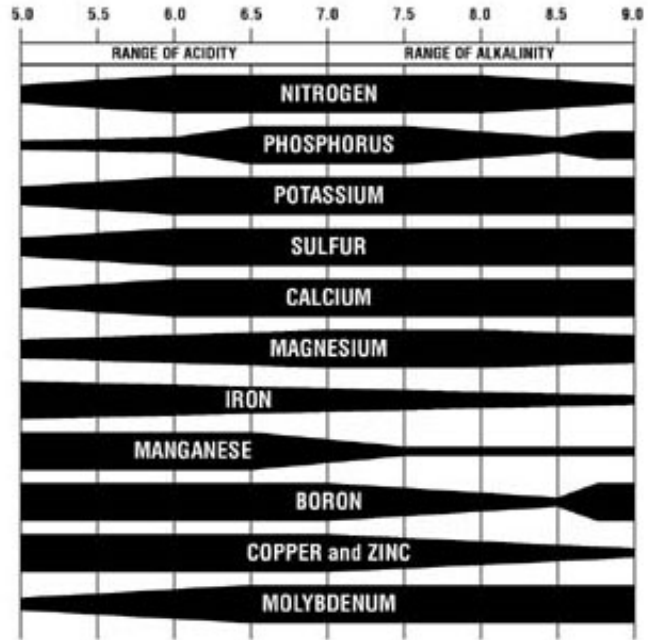 5.0 5.5 6.0 6.5 7.0 7.5 8.0 8.5 9.0
RANGE OF ACIDITY RANGE OF ALKALINITY
NITROGEN
PHOSPHORUS
POTASSIUM
SULFUR
CALCIUM
MAGNESIUM
IRON
MANGANESE
BORON
COPPER and ZINC
MOLYBDENUM